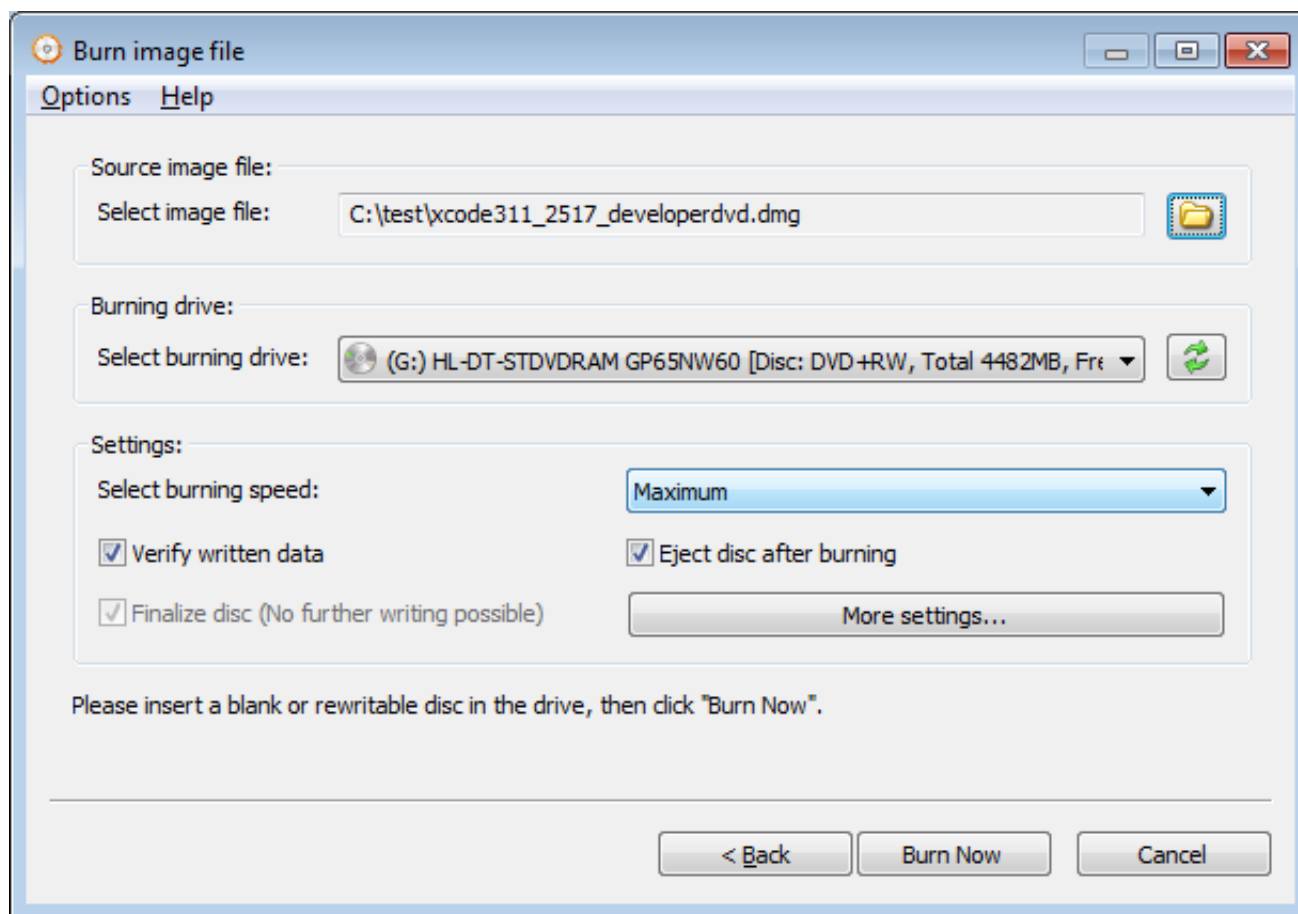 Burn image file
Options Help
Source image file:
Select image file: C:\test\xcode311_2517_developerdvd.dmg
Burning drive:
Select burning drive: (G:) HL-DT-STDVDRAM GP65NW60 [Disc: DVD+RW, Total 4482MB,
Settings:
Select burning speed: Maximum
Verify written data Eject disc after burning
Finalize disc (No further writing possible) More settings...
Please insert a blank or rewritable disc in the drive, then click "Burn Now".
< Back Burn Now Cancel